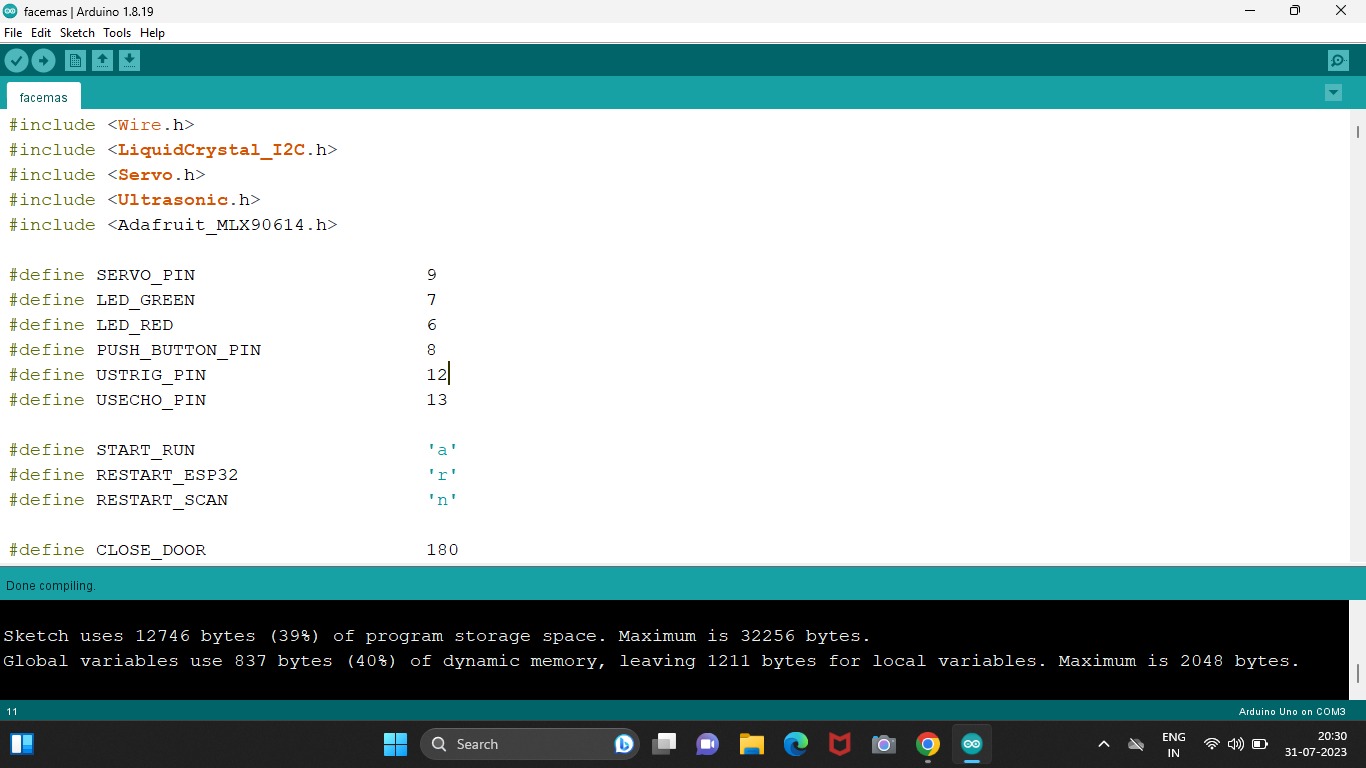 facemas | Arduino 1.8.19
File Edit Sketch Tools Help
facemas
#include <Wire.h>
#include <LiquidCrystal_I2C.h>
#include <Servo.h>
#include <Ultrasonic.h>
#include <Adafruit_MLX90614.h>
#define SERVO_PIN 9
#define LED_GREEN 7
#define LED_RED 6
#define PUSH_BUTTON_PIN 8
#define USTRIG_PIN 12
#define USECHO_PIN 13
#define START_RUN 'a'
#define RESTART_ESP32 'r'
#define RESTART_SCAN 'n'
#define CLOSE_DOOR 180
Done compiling.
Sketch uses 12746 bytes (39%) of program storage space. Maximum is 32256 bytes.
Global variables use 837 bytes (40%) of dynamic memory, leaving 1211 bytes for local variables. Maximum is 2048 bytes.
11 Arduino Uno on COM3
Search
ENG
IN
20:30
31-07-2023